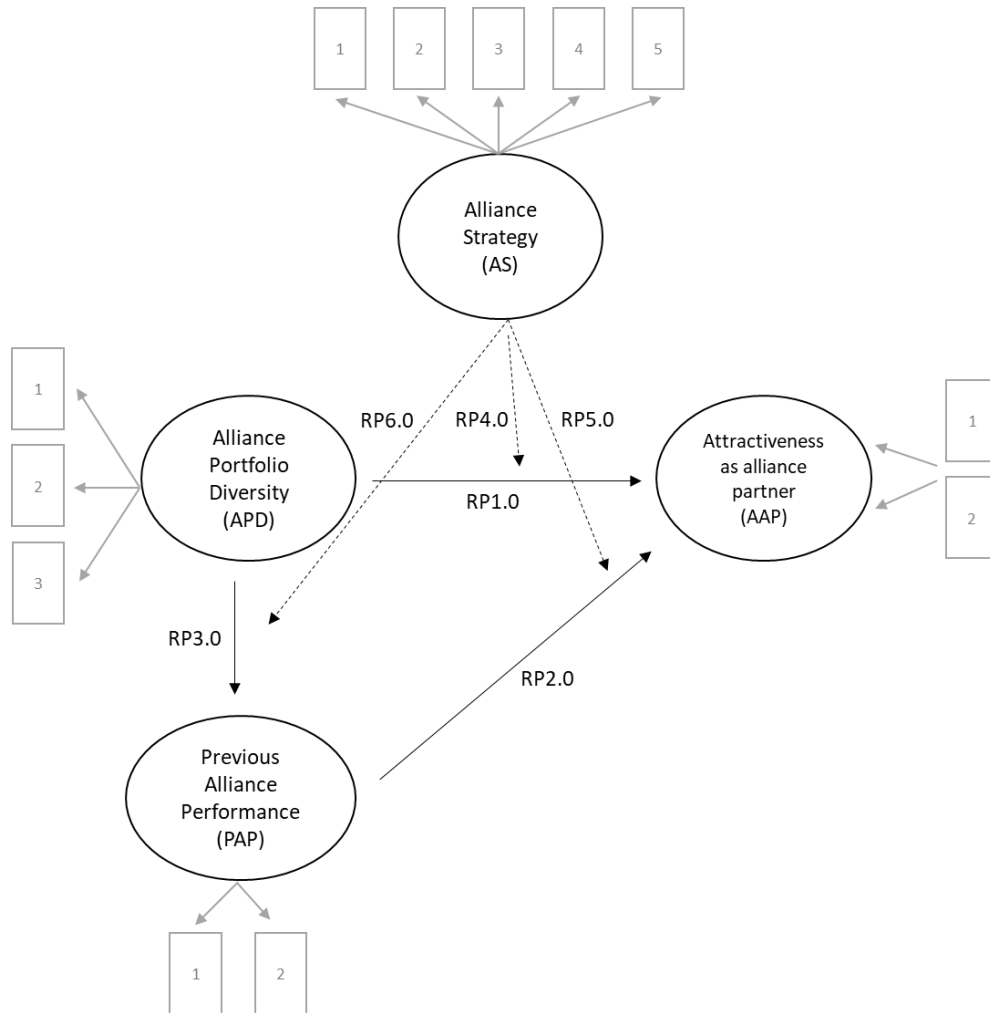 1
2
3
4
5
Alliance
Strategy
(AS)
1
2
3
Alliance
Portfolio
Diversity
(APD)
RP6.0
RP4.0
RP5.0
RP1.0
Attractiveness
as alliance
partner
(AAP)
1
2
RP3.0
RP2.0
Previous
Alliance
Performance
(PAP)
1
2